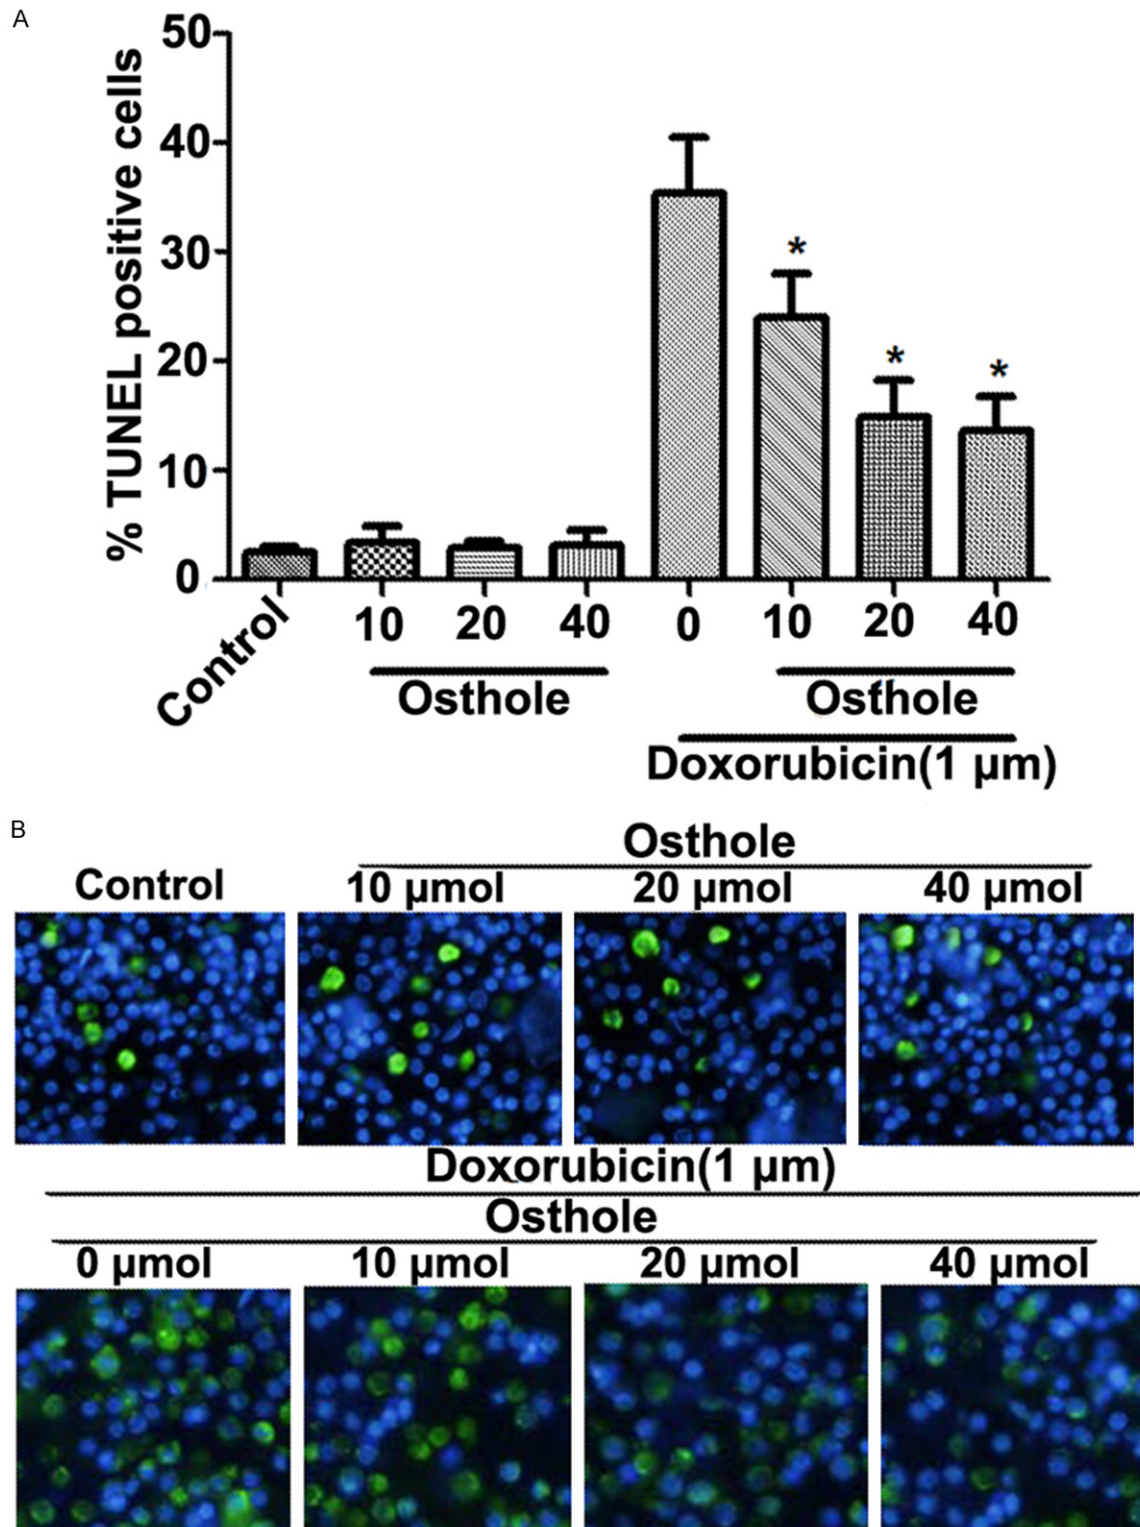 A
% TUNEL positive cells
50
40
30
20
10
0
*
*
*
Control
10
20
40
0
10
20
40
Osthole
Osthole
Doxorubicin(1 µm)
B
Osthole
Control
10 µmol
20 µmol
40 µmol
Doxorubicin(1 µm)
Osthole
0 µmol
10 µmol
20 µmol
40 µmol